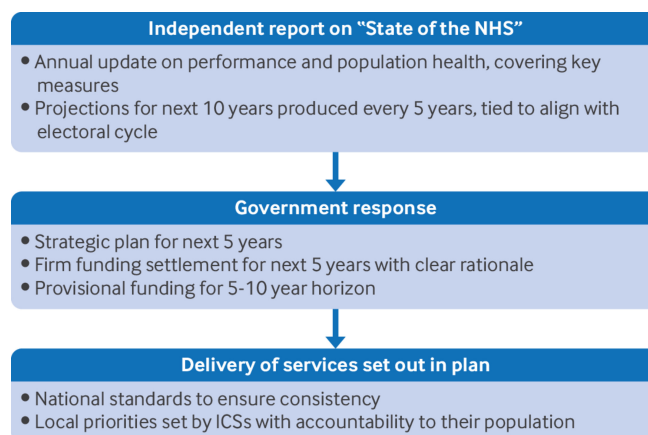 Independent report on “State of the NHS”
• Annual update on performance and population health, covering key
measures
• Projections for next 10 years produced every 5 years, tied to align with
electoral cycle
Government response
• Strategic plan for next 5 years
• Firm funding settlement for next 5 years with clear rationale
• Provisional funding for 5-10 year horizon
Delivery of services set out in plan
• National standards to ensure consistency
• Local priorities set by ICSs with accountability to their population